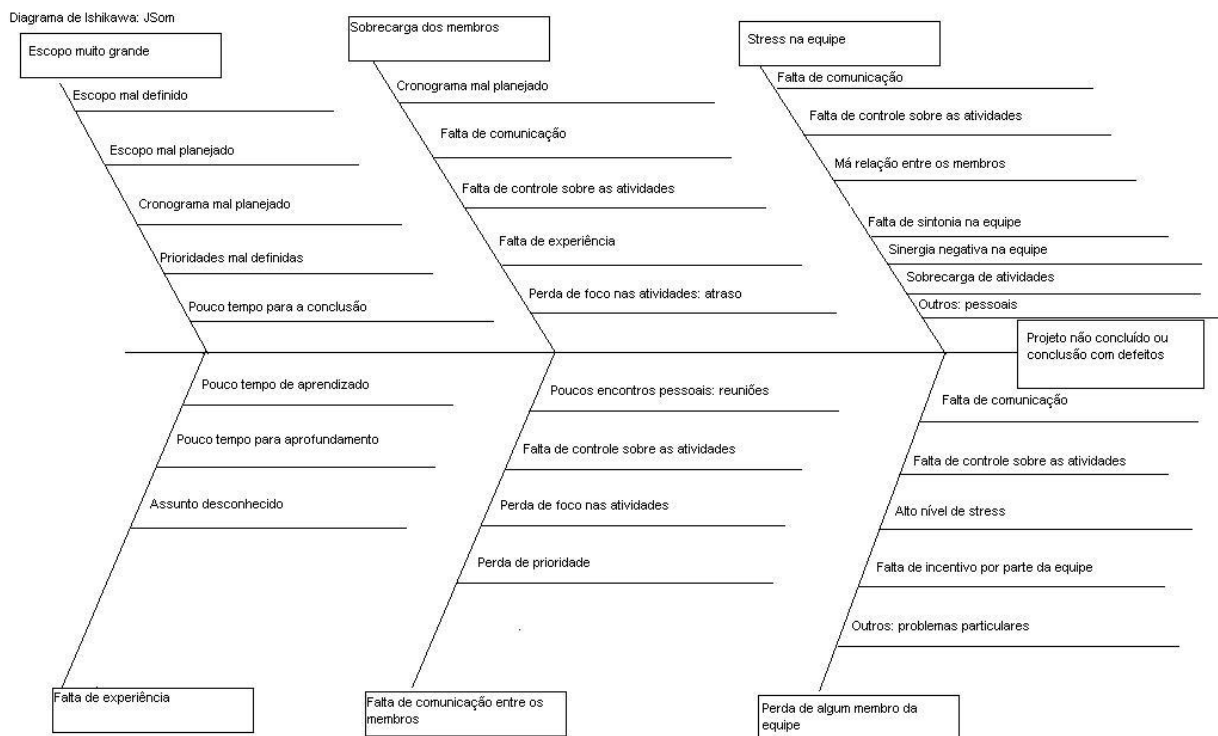 Diagrama de Ishikawa: JSom
Escopo muito grande
Escopo mal definido
Escopo mal planejado
Cronograma mal planejado
Prioridades mal definidas
Pouco tempo para a conclusão
Sobrecarga dos membros
Cronograma mal planejado
Falta de comunicação
Falta de controle sobre as atividades
Falta de experiência
Perda de foco nas atividades: atraso
Stress na equipe
Falta de comunicação
Falta de controle sobre as atividades
Má relação entre os membros
Falta de sintonia na equipe
Sinergia negativa na equipe
Sobrecarga de atividades
Outros: pessoais
Projeto não concluído ou
conclusão com defeitos
Pouco tempo de aprendizado
Pouco tempo para aprofundamento
Assunto desconhecido
Falta de experiência
Poucos encontros pessoais: reuniões
Falta de controle sobre as atividades
Perda de foco nas atividades
Perda de prioridade
Falta de comunicação entre os
membros
Falta de comunicação
Falta de controle sobre as atividades
Alto nível de stress
Falta de incentivo por parte da equipe
Outros: problemas particulares
Perda de algum membro da
equipe